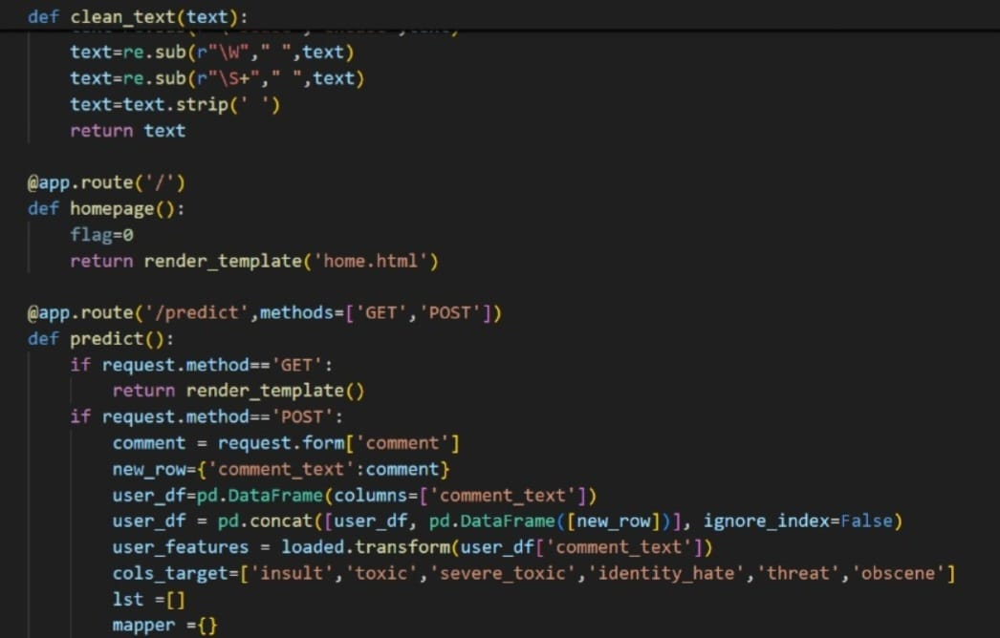 def clean_text(text):
    text=re.sub(r"\W"," ",text)
    text=re.sub(r"\S+"," ",text)
    text=text.strip(' ')
    return text
@app.route('/')
def homepage():
    flag=0
    return render_template('home.html')
@app.route('/predict',methods=['GET','POST'])
def predict():
    if request.method=='GET':
        return render_template()
    if request.method=='POST':
        comment = request.form['comment']
        new_row={'comment_text':comment}
        user_df=pd.DataFrame(columns=['comment_text'])
        user_df = pd.concat([user_df, pd.DataFrame([new_row])], ignore_index=False)
        user_features = loaded.transform(user_df['comment_text'])
        cols_target=['insult','toxic','severe_toxic','identity_hate','threat','obscene']
        lst =[]
        mapper ={}